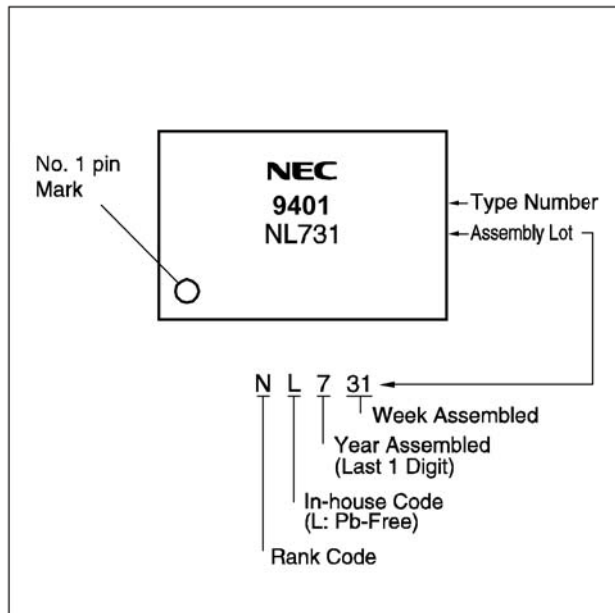 No. 1 pin
Mark
NEC
9401
NL731
Type Number
Assembly Lot
N L 7 31
Week Assembled
Year Assembled
(Last 1 Digit)
In-house Code
(L: Pb-Free)
Rank Code